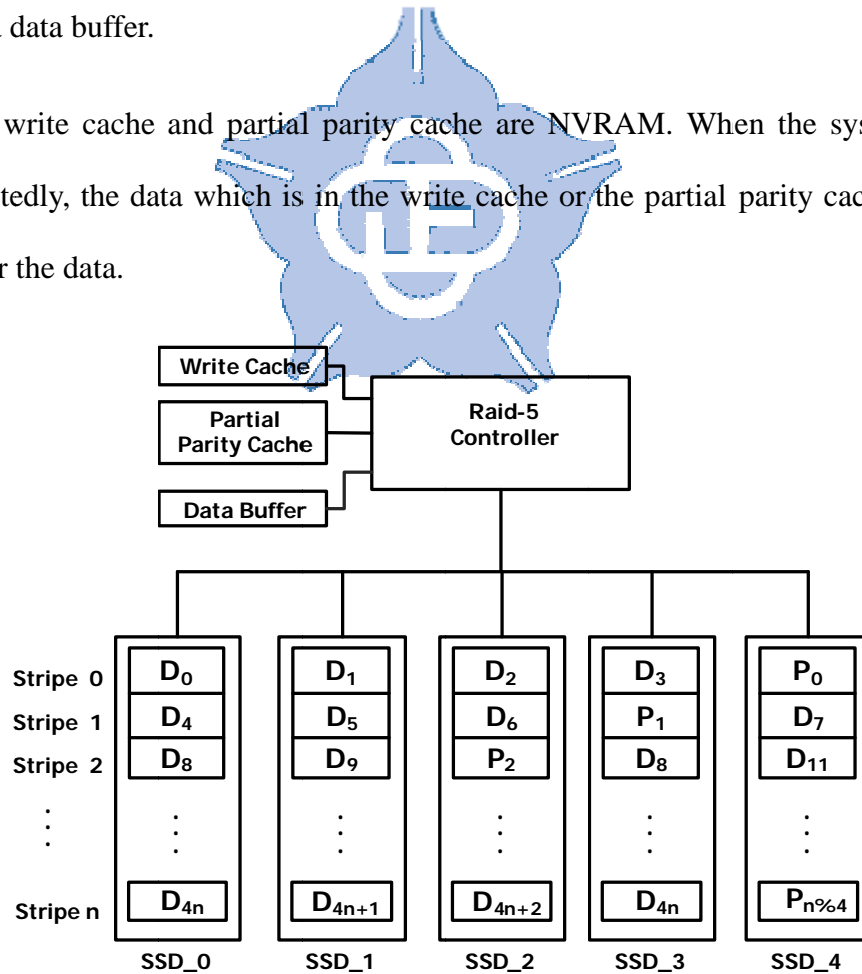 data buffer.
write cache and partial parity cache are NVRAM. When the sys
tedly, the data which is in the write cache or the partial parity cac
r the data.
Write Cache
Partial
Parity Cache
Data Buffer
Raid-5
Controller
Stripe 0 D₀ D₁ D₂ D₃ P₀
Stripe 1 D₄ D₅ D₆ P₁ D₇
Stripe 2 D₈ D₉ P₂ D₈ D₁₁
Stripe n D₄ₙ D₄ₙ₊₁ D₄ₙ₊₂ D₄ₙ Pₙ%₄
SSD_0 SSD_1 SSD_2 SSD_3 SSD_4